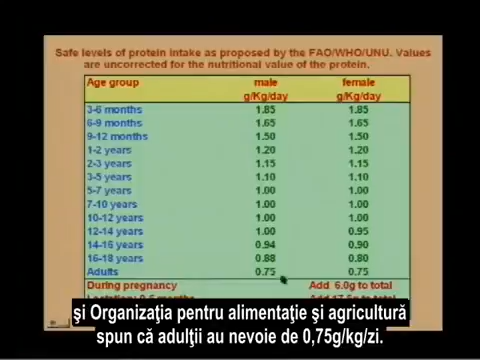 Safe levels of protein intake as proposed by the FAO/WHO/UNU. Values
are uncorrected for the nutritional value of the protein.
Age group male female
g/Kg/day g/Kg/day
3-6 months 1.85 1.85
6-9 months 1.65 1.65
9-12 months 1.50 1.50
1-2 years 1.20 1.20
2-3 years 1.15 1.15
3-5 years 1.10 1.10
5-7 years 1.00 1.00
7-10 years 1.00 1.00
10-12 years 1.00 1.00
12-14 years 1.00 0.95
14-16 years 0.94 0.90
16-18 years 0.88 0.80
Adults 0.75 0.75
During pregnancy Add 6.0g to total
şi Organizaţia pentru alimentaţie şi agricultură
spun că adulţii au nevoie de 0,75g/kg/zi.